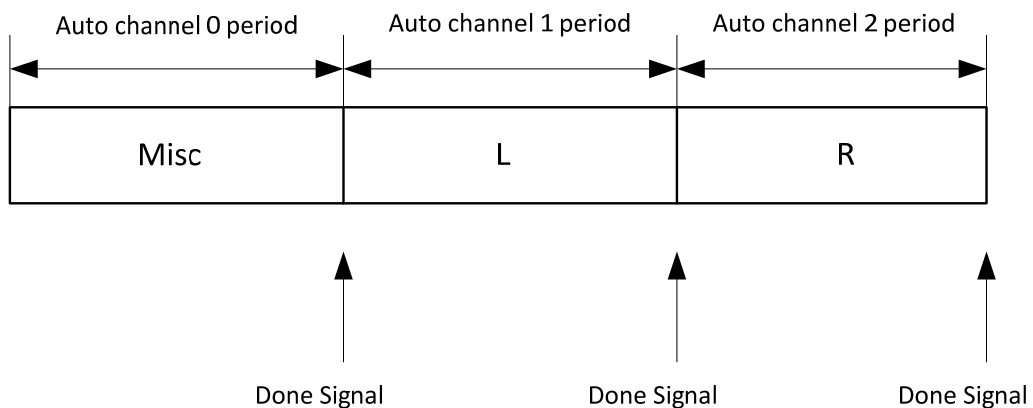 Auto channel 0 period
Auto channel 1 period
Auto channel 2 period
Misc
L
R
Done Signal
Done Signal
Done Signal